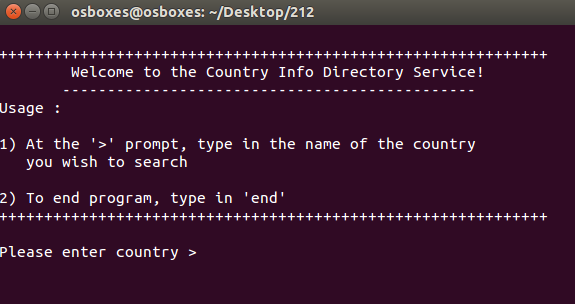 osboxes@osboxes: ~/Desktop/212
+++++++++++++++++++++++++++++++++++++++++++++++++++++++++++++
Welcome to the Country Info Directory Service!
----------------------------------------------
Usage :
1) At the '>' prompt, type in the name of the country
you wish to search
2) To end program, type in 'end'
+++++++++++++++++++++++++++++++++++++++++++++++++++++++++++++
Please enter country >